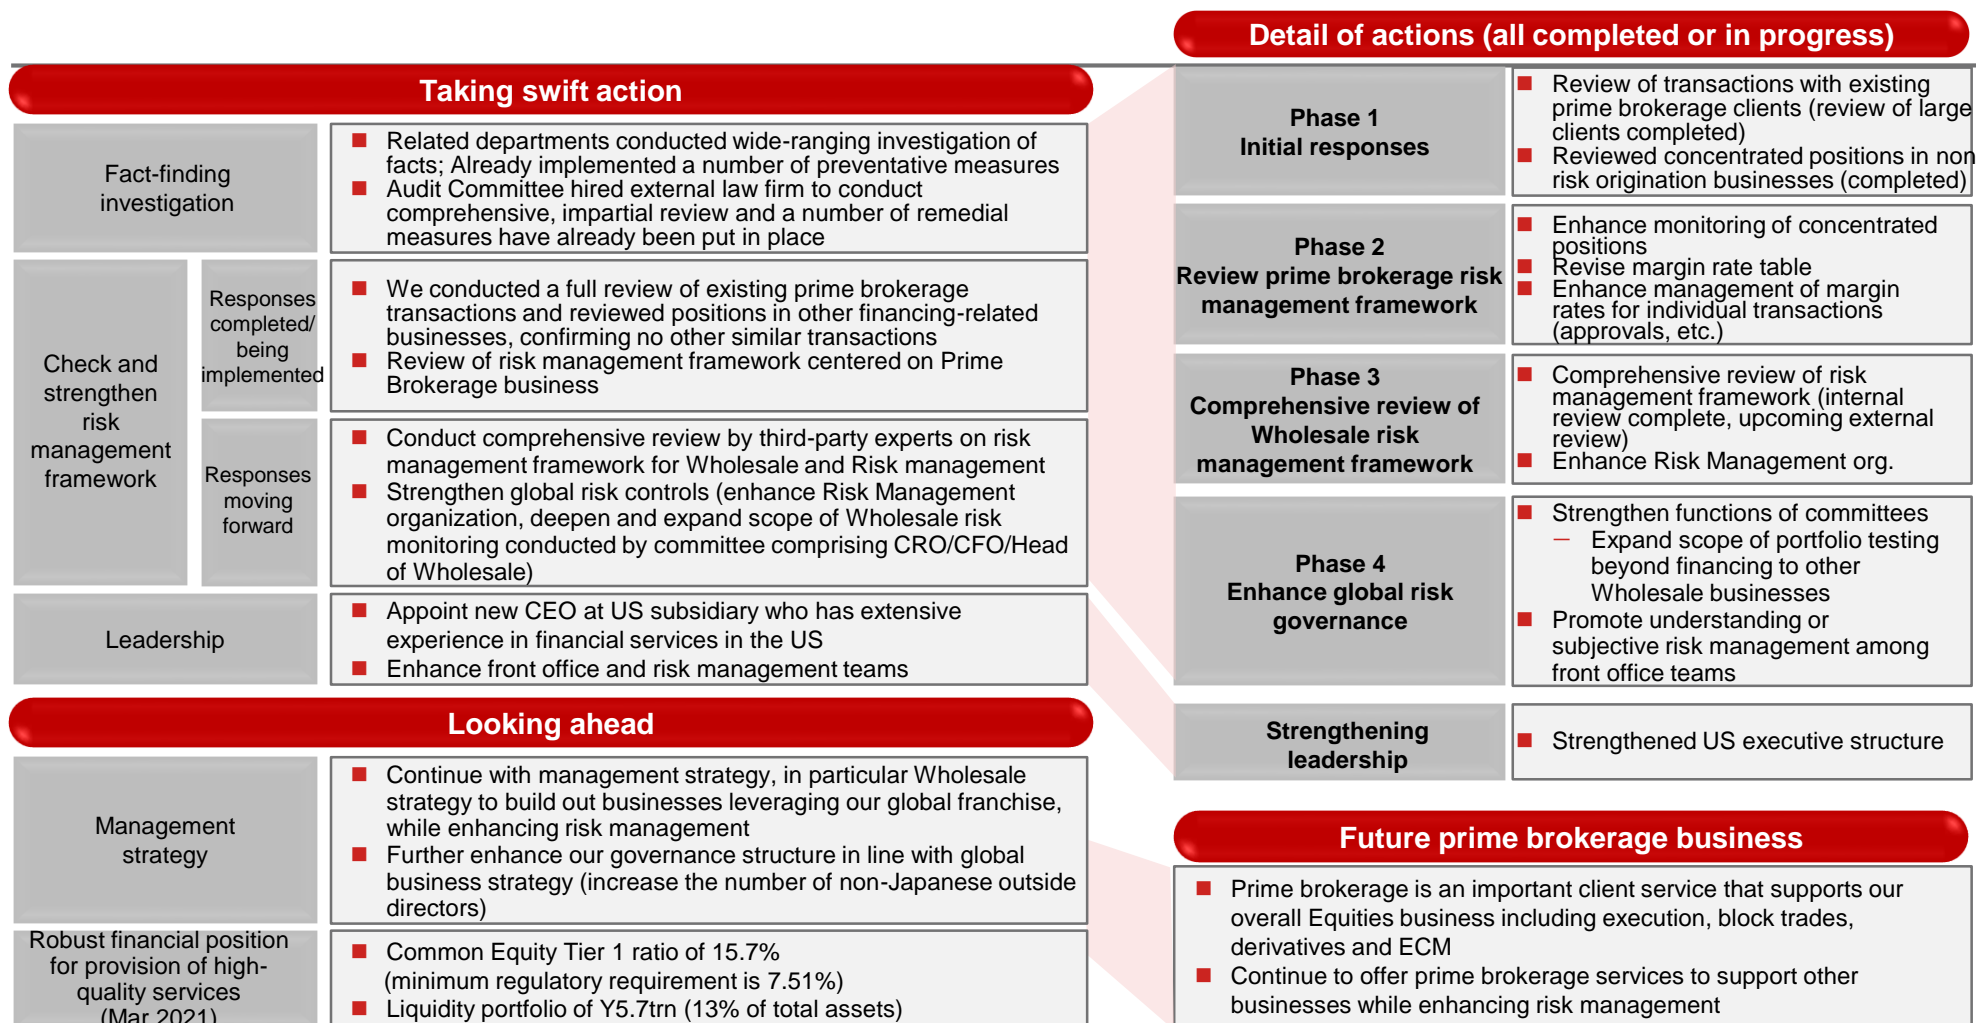 Taking swift action
Fact-finding
investigation
■ Related departments conducted wide-ranging investigation of
facts; Already implemented a number of preventative measures
■ Audit Committee hired external law firm to conduct
comprehensive, impartial review and a number of remedial
measures have already been put in place
Check and
strengthen
risk
management
framework
Responses
completed/
being
implemented
■ We conducted a full review of existing prime brokerage
transactions and reviewed positions in other financing-related
businesses, confirming no other similar transactions
■ Review of risk management framework centered on Prime
Brokerage business
Responses
moving
forward
■ Conduct comprehensive review by third-party experts on risk
management framework for Wholesale and Risk management
■ Strengthen global risk controls (enhance Risk Management
organization, deepen and expand scope of Wholesale risk
monitoring conducted by committee comprising CRO/CFO/Head
of Wholesale)
Leadership
■ Appoint new CEO at US subsidiary who has extensive
experience in financial services in the US
■ Enhance front office and risk management teams
Looking ahead
Management
strategy
■ Continue with management strategy, in particular Wholesale
strategy to build out businesses leveraging our global franchise,
while enhancing risk management
■ Further enhance our governance structure in line with global
business strategy (increase the number of non-Japanese outside
directors)
Robust financial position
for provision of high-
quality services
(Mar 2021)
■ Common Equity Tier 1 ratio of 15.7%
(minimum regulatory requirement is 7.51%)
■ Liquidity portfolio of Y5.7trn (13% of total assets)
Detail of actions (all completed or in progress)
Phase 1
Initial responses
■ Review of transactions with existing
prime brokerage clients (review of large
clients completed)
■ Reviewed concentrated positions in non
risk origination businesses (completed)
Phase 2
Review prime brokerage risk
management framework
■ Enhance monitoring of concentrated
positions
■ Revise margin rate table
■ Enhance management of margin
rates for individual transactions
(approvals, etc.)
Phase 3
Comprehensive review of
Wholesale risk
management framework
■ Comprehensive review of risk
management framework (internal
review complete, upcoming external
review)
■ Enhance Risk Management org.
Phase 4
Enhance global risk
governance
■ Strengthen functions of committees
– Expand scope of portfolio testing
beyond financing to other
Wholesale businesses
■ Promote understanding or
subjective risk management among
front office teams
Strengthening
leadership
■ Strengthened US executive structure
Future prime brokerage business
■ Prime brokerage is an important client service that supports our
overall Equities business including execution, block trades,
derivatives and ECM
■ Continue to offer prime brokerage services to support other
businesses while enhancing risk management